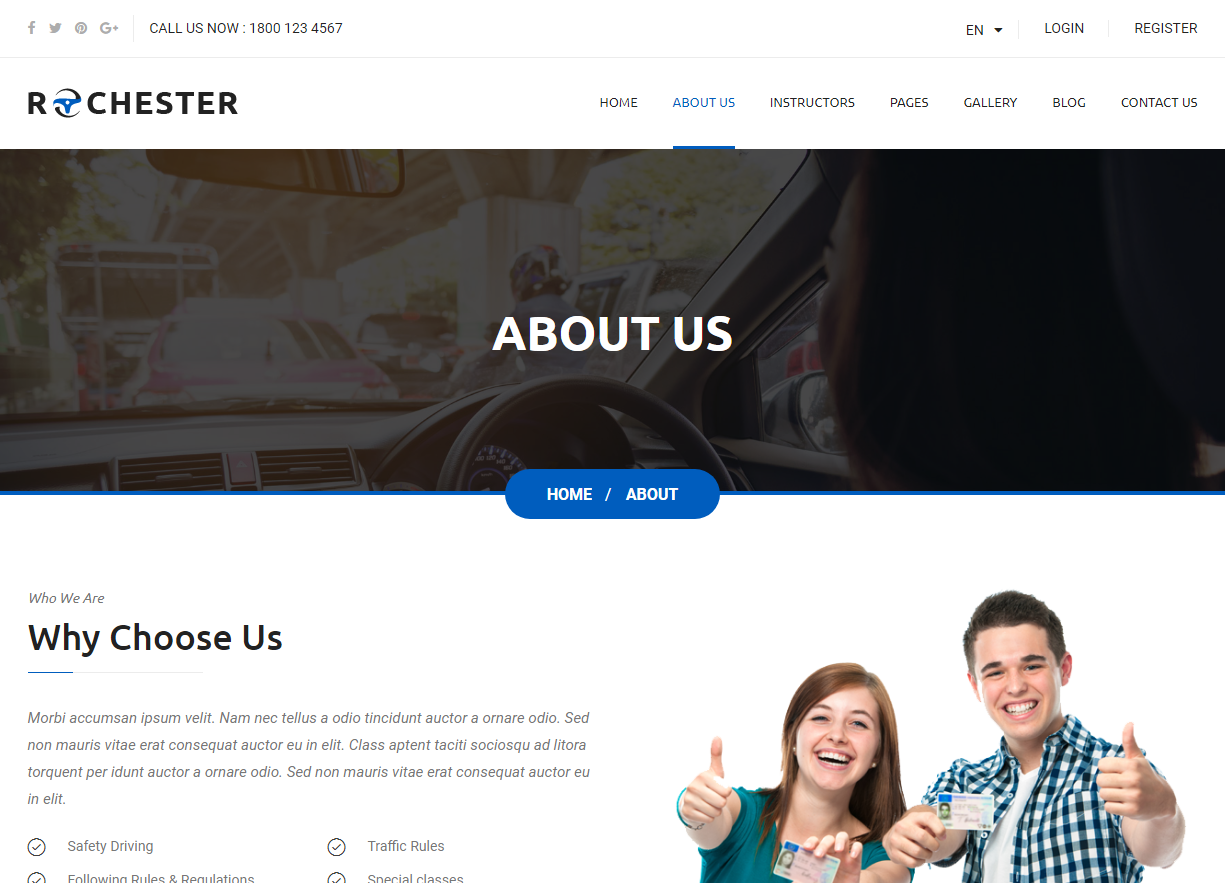 CALL US NOW : 1800 123 4567
EN
LOGIN
REGISTER
ROCHESTER
HOME
ABOUT US
INSTRUCTORS
PAGES
GALLERY
BLOG
CONTACT US
ABOUT US
HOME / ABOUT
Who We Are
Why Choose Us
Morbi accumsan ipsum velit. Nam nec tellus a odio tincidunt auctor a ornare odio. Sed
non mauris vitae erat consequat auctor eu in elit. Class aptent taciti sociosqu ad litora
torquent per idunt auctor a ornare odio. Sed non mauris vitae erat consequat auctor eu
in elit.
Safety Driving
Traffic Rules
Following Rules & Regulations
Special classes